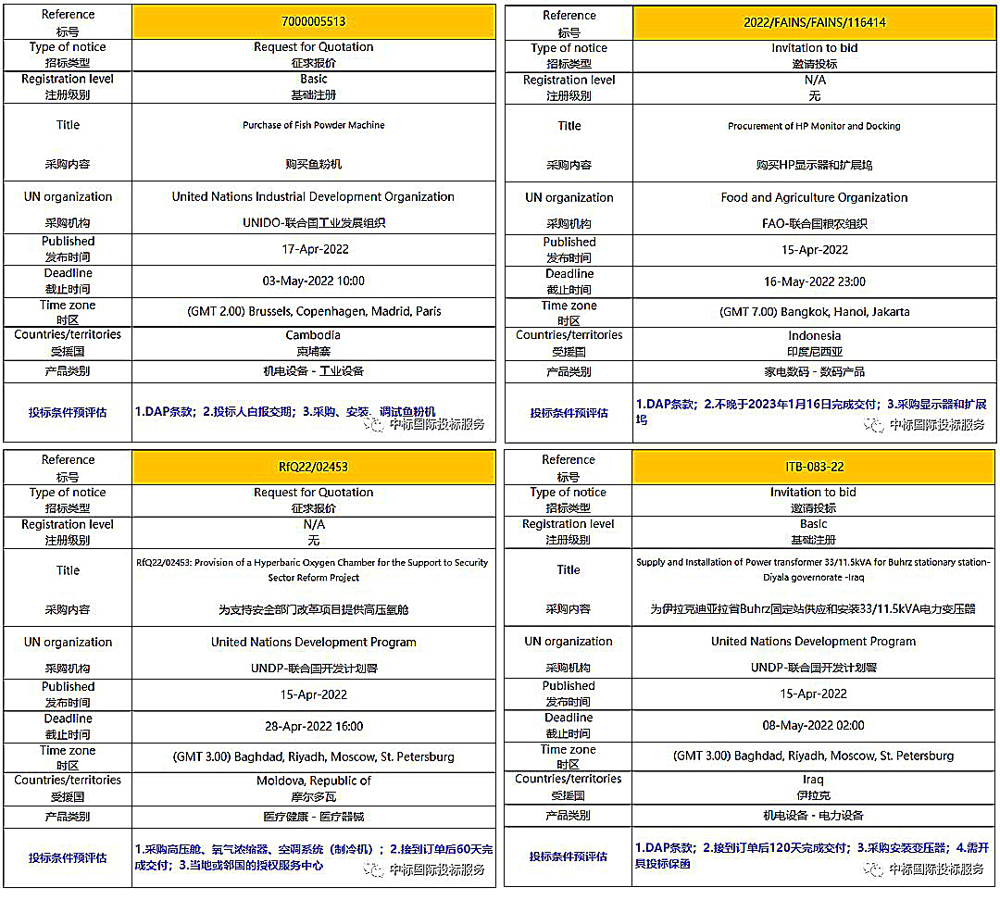 Reference
标号
7000005513
Type of notice
招标类型
Request for Quotation
征求报价
Registration level
注册级别
Basic
基础注册
Title
采购内容
Purchase of Fish Powder Machine
购买鱼粉机
UN organization
采购机构
United Nations Industrial Development Organization
UNIDO-联合国工业发展组织
Published
发布时间
17-Apr-2022
Deadline
截止时间
03-May-2022 10:00
Time zone
时区
(GMT 2.00) Brussels, Copenhagen, Madrid, Paris
Countries/territories
受援国
Cambodia
柬埔寨
产品类别
机电设备 - 工业设备
投标条件预评估
1.DAP条款；2.投标人自报交期；3.采购、安装、调试鱼粉机
中标国际投标服务
Reference
标号
2022/FAINS/FAINS/116414
Type of notice
招标类型
Invitation to bid
邀请投标
Registration level
注册级别
N/A
无
Title
采购内容
Procurement of HP Monitor and Docking
购买HP显示器和扩展坞
UN organization
采购机构
Food and Agriculture Organization
FAO-联合国粮农组织
Published
发布时间
15-Apr-2022
Deadline
截止时间
16-May-2022 23:00
Time zone
时区
(GMT 7.00) Bangkok, Hanoi, Jakarta
Countries/territories
受援国
Indonesia
印度尼西亚
产品类别
家电数码 - 数码产品
投标条件预评估
1.DAP条款；2.不晚于2023年1月16日完成交付；3.采购显示器和扩展
坞
中标国际投标服务
Reference
标号
RfQ22/02453
Type of notice
招标类型
Request for Quotation
征求报价
Registration level
注册级别
N/A
无
Title
采购内容
RfQ22/02453: Provision of a Hyperbaric Oxygen Chamber for the Support to Security
Sector Reform Project
为支持安全部门改革项目提供高压氧舱
UN organization
采购机构
United Nations Development Program
UNDP-联合国开发计划署
Published
发布时间
15-Apr-2022
Deadline
截止时间
28-Apr-2022 16:00
Time zone
时区
(GMT 3.00) Baghdad, Riyadh, Moscow, St. Petersburg
Countries/territories
受援国
Moldova, Republic of
摩尔多瓦
产品类别
医疗健康 - 医疗器械
投标条件预评估
1.采购高压舱、氧气浓缩器、空调系统（制冷机）；2.接到订单后60天完
成交付；3.当地或邻国的授权服务中心
中标国际投标服务
Reference
标号
ITB-083-22
Type of notice
招标类型
Invitation to bid
邀请投标
Registration level
注册级别
Basic
基础注册
Title
采购内容
Supply and Installation of Power transformer 33/11.5kVA for Buhrz stationary station-
Diyala governorate -Iraq
为伊拉克迪亚拉省Buhrz固定站供应和安装33/11.5kVA电力变压器
UN organization
采购机构
United Nations Development Program
UNDP-联合国开发计划署
Published
发布时间
15-Apr-2022
Deadline
截止时间
08-May-2022 02:00
Time zone
时区
(GMT 3.00) Baghdad, Riyadh, Moscow, St. Petersburg
Countries/territories
受援国
Iraq
伊拉克
产品类别
机电设备 - 电力设备
投标条件预评估
1.DAP条款；2.接到订单后120天完成交付；3.采购安装变压器；4.需开
具投标保函
中标国际投标服务